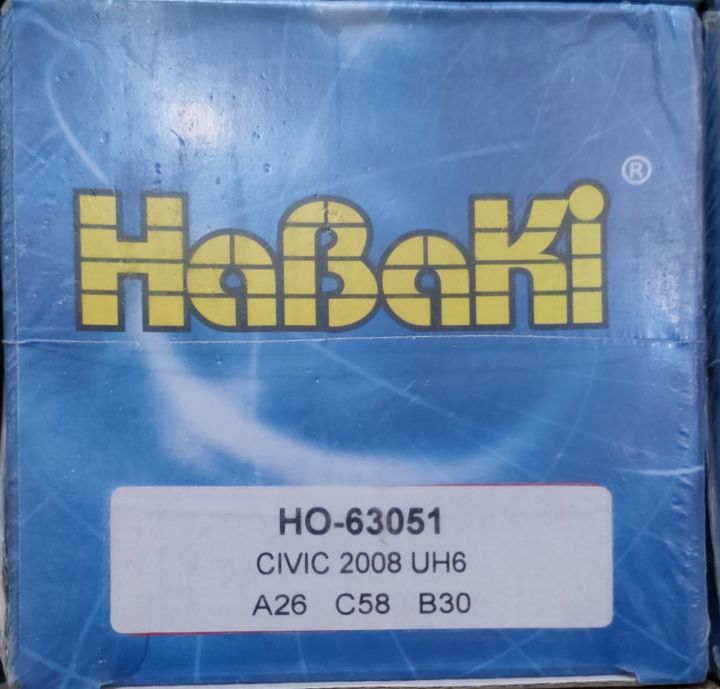 HaBaKi ®
HO-63051
CIVIC 2008 UH6
A26 C58 B30